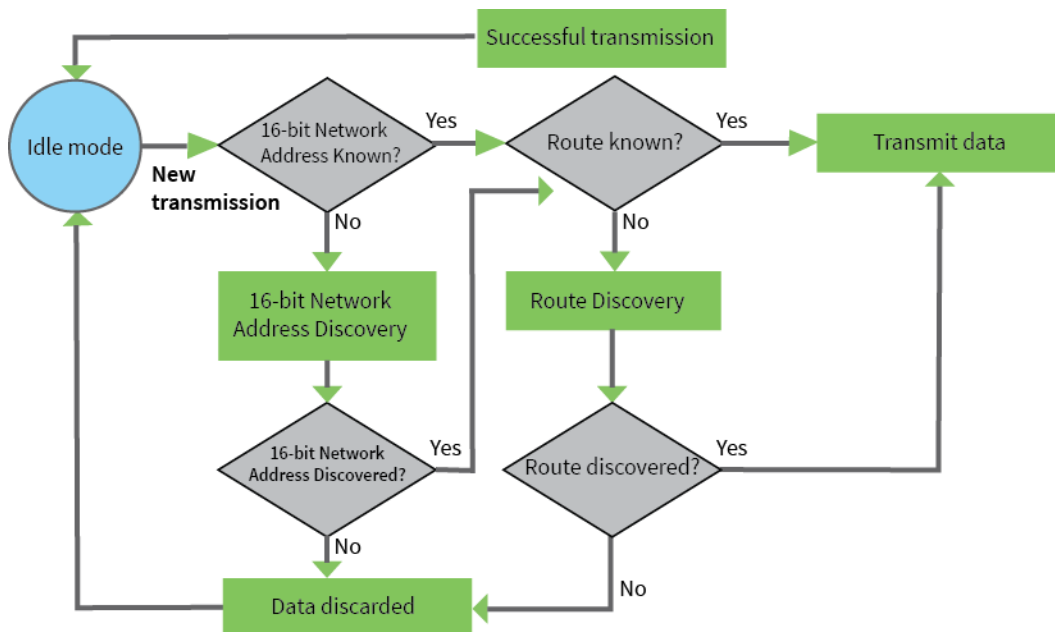 Successful transmission
Idle mode
New
transmission
16-bit Network
Address Known?
Yes
Route known?
Yes
Transmit data
No
No
16-bit Network
Address Discovery
Route Discovery
16-bit Network
Address Discovered?
Yes
Route discovered?
Yes
No
No
Data discarded